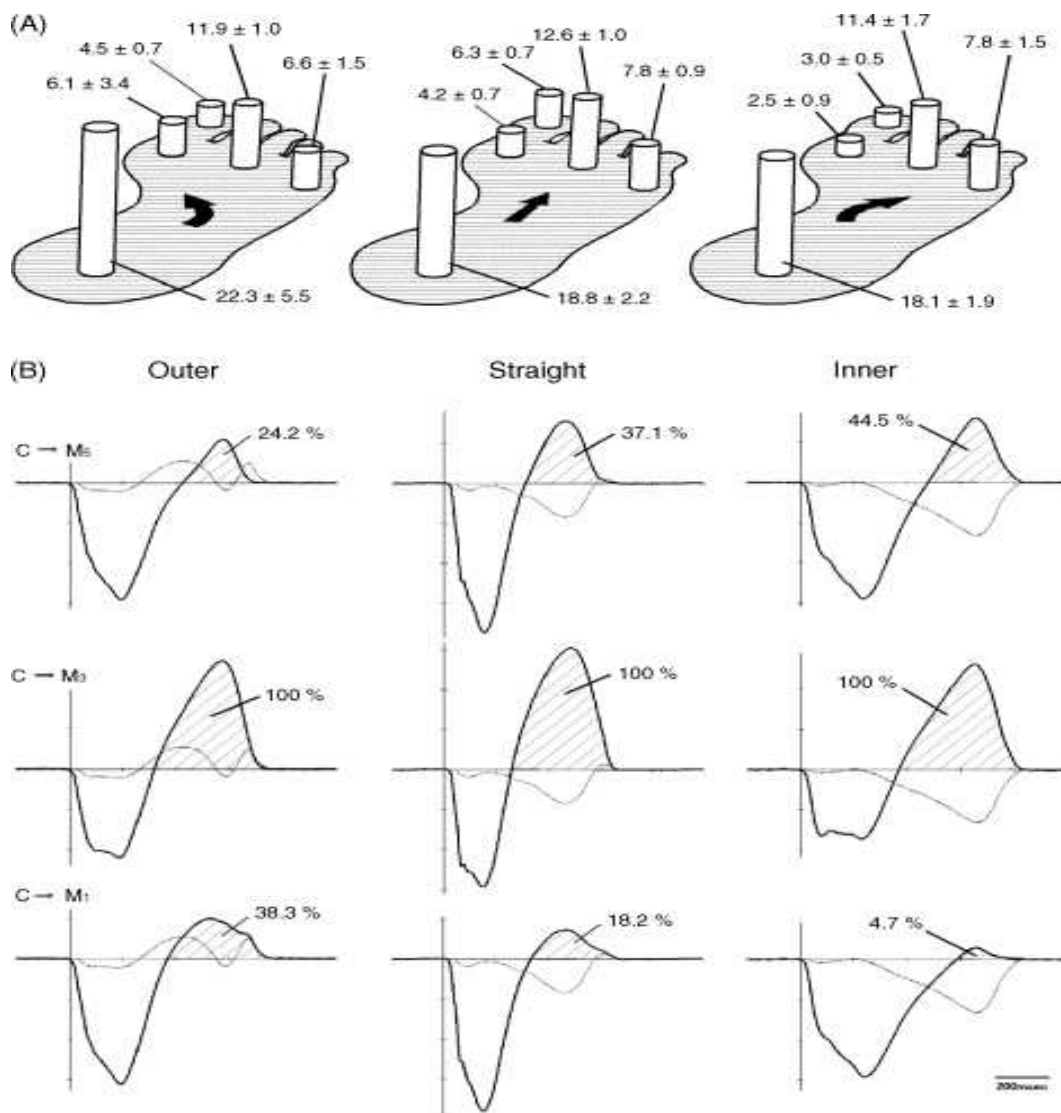 (A)
11.9 ± 1.0
4.5 ± 0.7
6.1 ± 3.4
6.6 ± 1.5
22.3 ± 5.5
12.6 ± 1.0
6.3 ± 0.7
4.2 ± 0.7
7.8 ± 0.9
18.8 ± 2.2
11.4 ± 1.7
3.0 ± 0.5
2.5 ± 0.9
7.8 ± 1.5
18.1 ± 1.9
(B)
Outer Straight Inner
C → M5
24.2 % 37.1 % 44.5 %
C → M3
100 % 100 % 100 %
C → M1
38.3 % 18.2 % 4.7 %
200msec